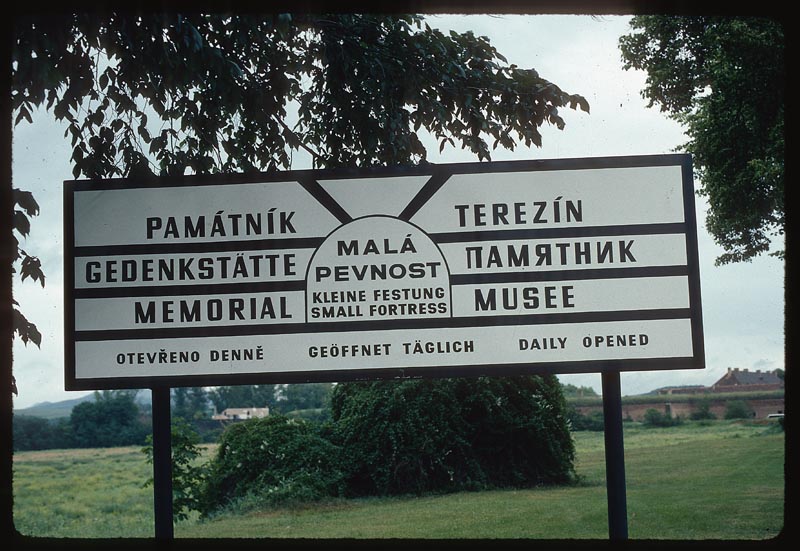 PAMÁTNÍK TEREZÍN
GEDENKSTÄTTE ПАМЯТНИК
MEMORIAL MUSEE
MALÁ
PEVNOST
KLEINE FESTUNG
SMALL FORTRESS
OTEVŘENO DENNĚ GEÖFFNET TÄGLICH DAILY OPENED